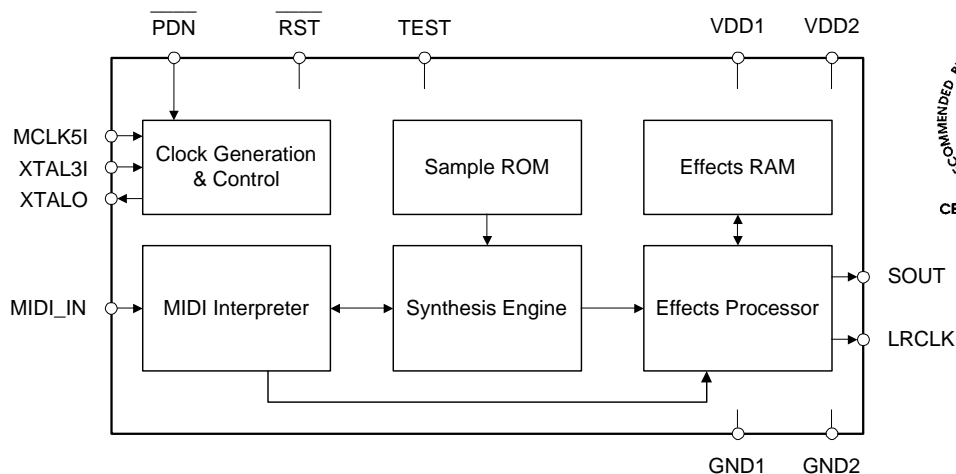 PDN
RST
TEST
VDD1
VDD2
MCLK5I
XTAL3I
XTALO
Clock Generation
& Control
Sample ROM
Effects RAM
MIDI_IN
MIDI Interpreter
Synthesis Engine
Effects Processor
SOUT
LRCLK
GND1
GND2